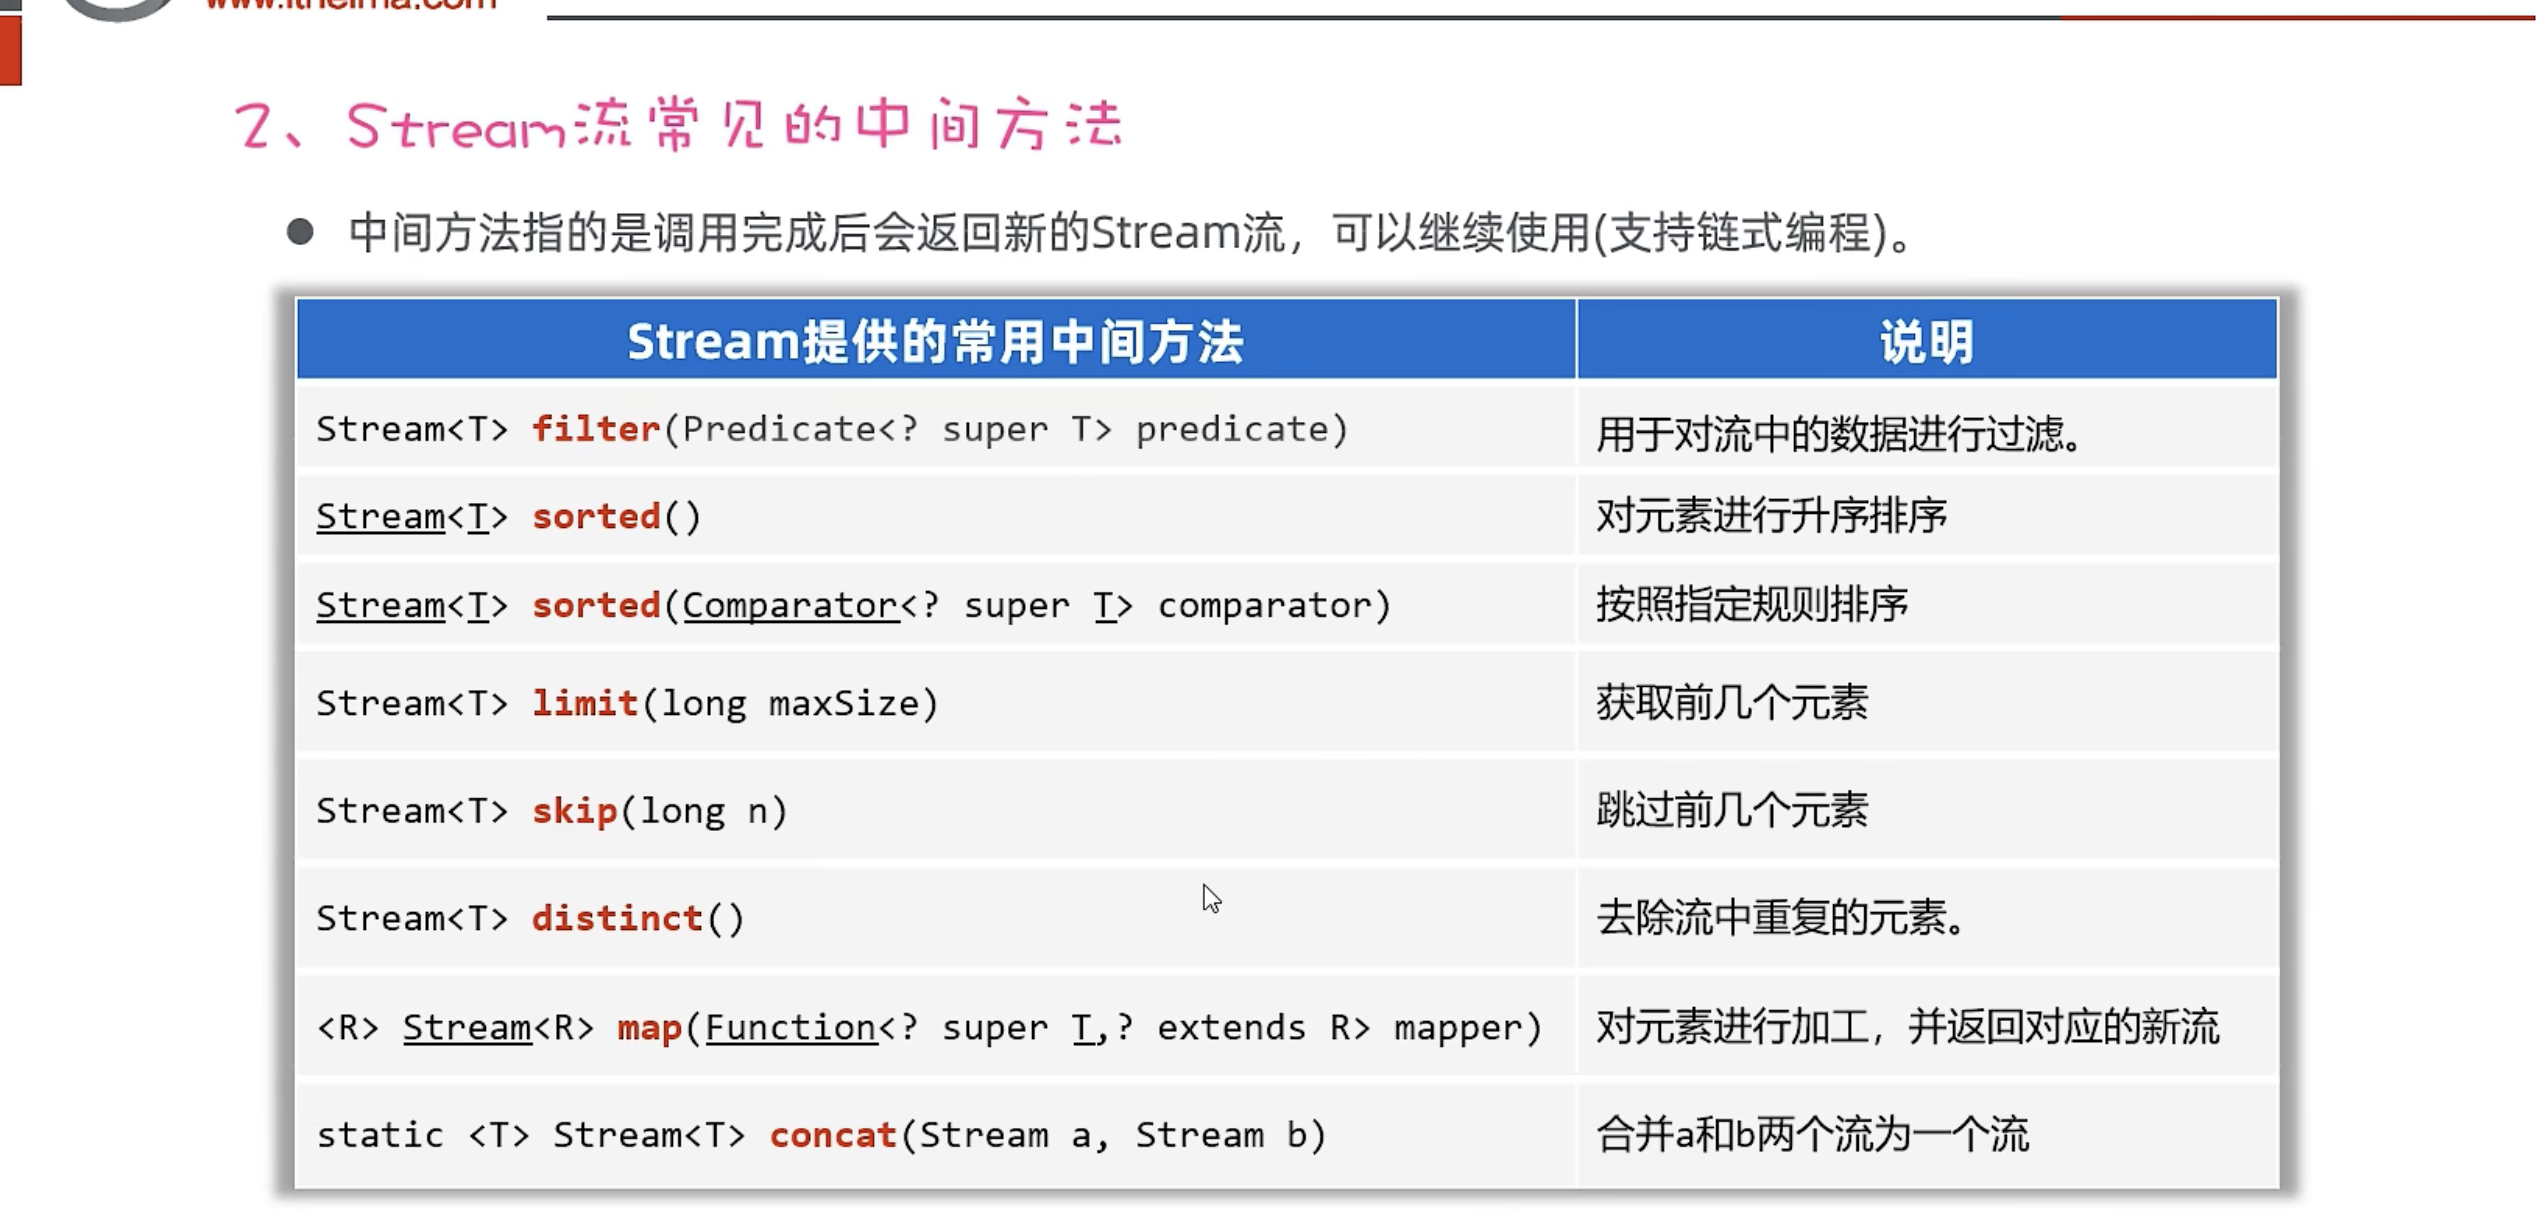 www.itheima.com
2、Stream流常见的中间方法
● 中间方法指的是调用完成后会返回新的Stream流，可以继续使用(支持链式编程)。
Stream提供的常用中间方法 说明
Stream<T> filter(Predicate<? super T> predicate) 用于对流中的数据进行过滤。
Stream<T> sorted() 对元素进行升序排序
Stream<T> sorted(Comparator<? super T> comparator) 按照指定规则排序
Stream<T> limit(long maxSize) 获取前几个元素
Stream<T> skip(long n) 跳过前几个元素
Stream<T> distinct() 去除流中重复的元素。
<R> Stream<R> map(Function<? super T,? extends R> mapper) 对元素进行加工，并返回对应的新流
static <T> Stream<T> concat(Stream a, Stream b) 合并a和b两个流为一个流